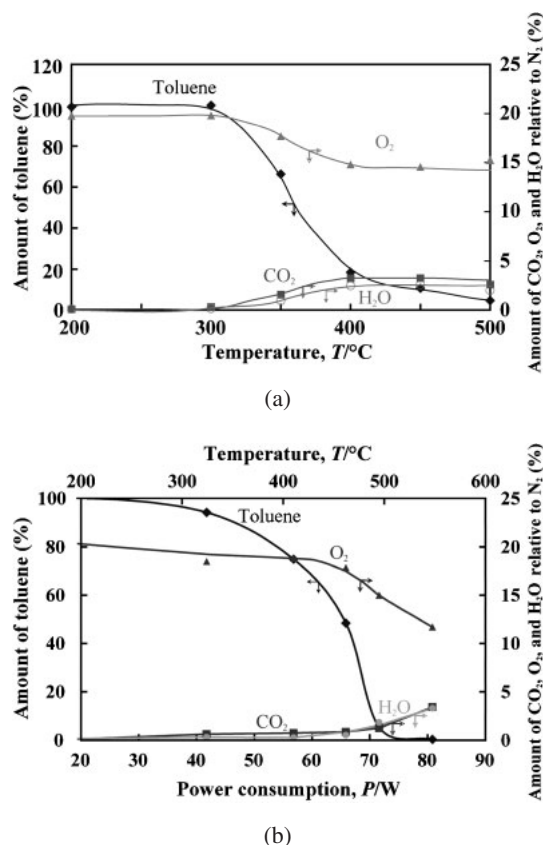 120
100
80
60
40
20
0
Amount of toluene (%)
Toluene
O₂
CO₂
H₂O
25
20
15
10
5
0
Amount of CO₂, O₂, and H₂O relative to N₂ (%)
200 300 400 500
Temperature, T/°C
(a)
Temperature, T/°C
200 300 400 500 600
100
80
60
40
20
0
Amount of toluene (%)
Toluene
O₂
H₂O
CO₂
25
20
15
10
5
0
Amount of CO₂, O₂, and H₂O relative to N₂ (%)
20 30 40 50 60 70 80 90
Power consumption, P/W
(b)